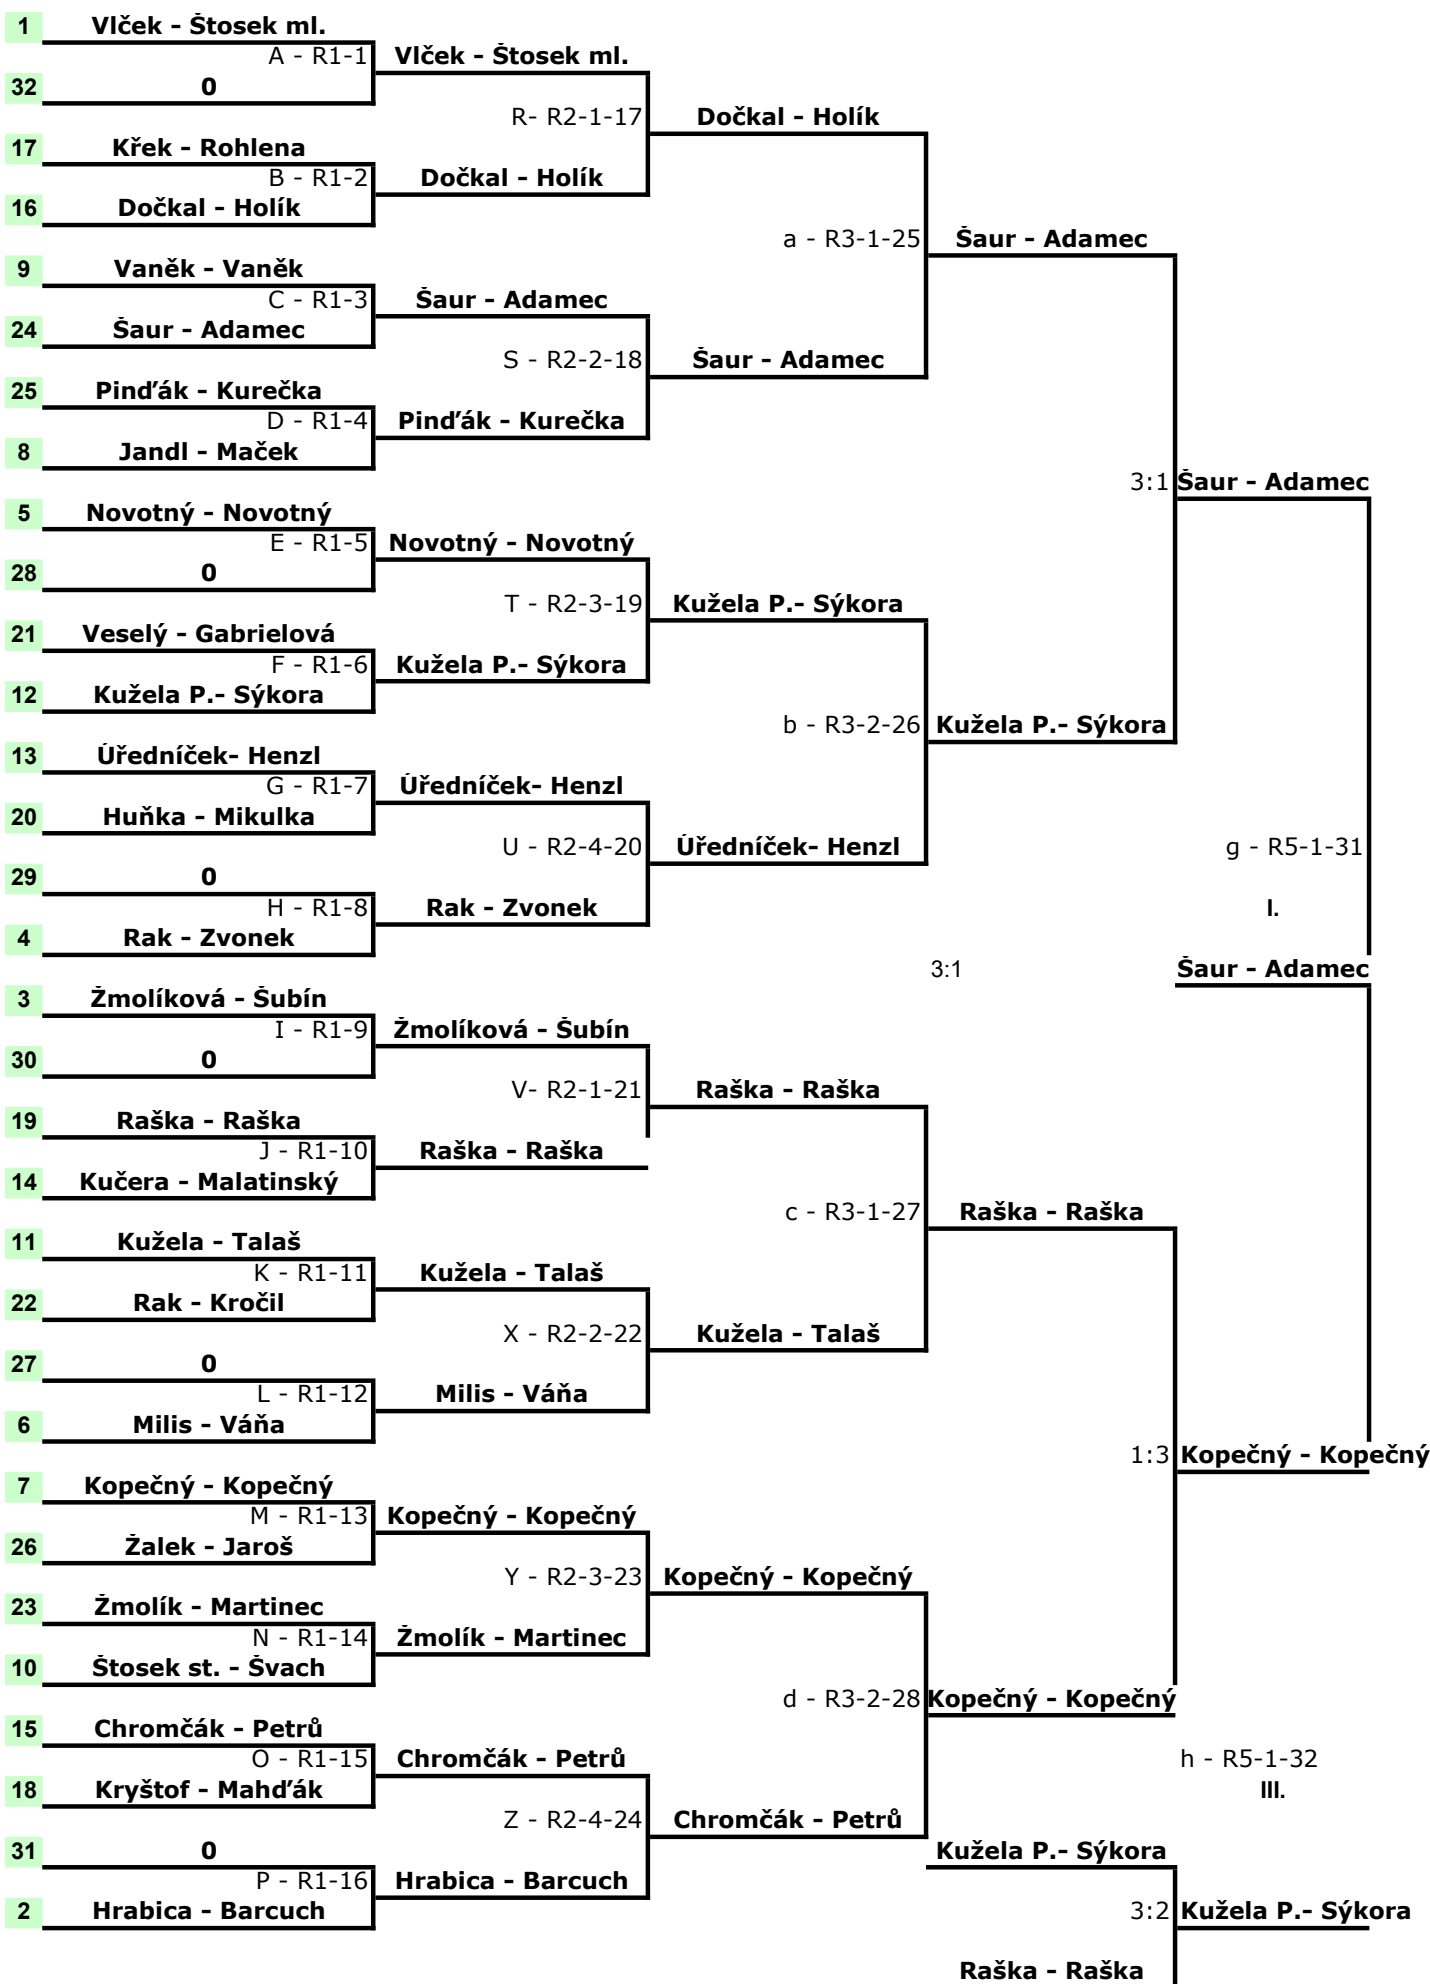 1 Vlček - Štosek ml.
A - R1-1 Vlček - Štosek ml.
32 0
R- R2-1-17 Dočkal - Holík
17 Křek - Rohlena
B - R1-2 Dočkal - Holík
16 Dočkal - Holík
a - R3-1-25 Šaur - Adamec
9 Vaněk - Vaněk
C - R1-3 Šaur - Adamec
24 Šaur - Adamec
S - R2-2-18 Šaur - Adamec
25 Pinďák - Kurečka
D - R1-4 Pinďák - Kurečka
8 Jandl - Maček
3:1 Šaur - Adamec
5 Novotný - Novotný
E - R1-5 Novotný - Novotný
28 0
T - R2-3-19 Kužela P.- Sýkora
21 Veselý - Gabrielová
F - R1-6 Kužela P.- Sýkora
12 Kužela P.- Sýkora
b - R3-2-26 Kužela P.- Sýkora
13 Úředníček- Henzl
G - R1-7 Úředníček- Henzl
20 Huňka - Mikulka
U - R2-4-20 Úředníček- Henzl g - R5-1-31
29 0
H - R1-8 Rak - Zvonek I.
4 Rak - Zvonek
3:1 Šaur - Adamec
3 Žmolíková - Šubín
I - R1-9 Žmolíková - Šubín
30 0
V- R2-1-21 Raška - Raška
19 Raška - Raška
J - R1-10 Raška - Raška
14 Kučera - Malatinský
c - R3-1-27 Raška - Raška
11 Kužela - Talaš
K - R1-11 Kužela - Talaš
22 Rak - Kročil
X - R2-2-22 Kužela - Talaš
27 0
L - R1-12 Milis - Váňa
6 Milis - Váňa
1:3 Kopečný - Kopečný
7 Kopečný - Kopečný
M - R1-13 Kopečný - Kopečný
26 Žalek - Jaroš
Y - R2-3-23 Kopečný - Kopečný
23 Žmolík - Martinec
N - R1-14 Žmolík - Martinec
10 Štosek st. - Švach
d - R3-2-28 Kopečný - Kopečný
15 Chromčák - Petrů
O - R1-15 Chromčák - Petrů h - R5-1-32
18 Kryštof - Mahďák III.
Z - R2-4-24 Chromčák - Petrů
31 0 Kužela P.- Sýkora
P - R1-16 Hrabica - Barcuch
2 Hrabica - Barcuch 3:2 Kužela P.- Sýkora
Raška - Raška